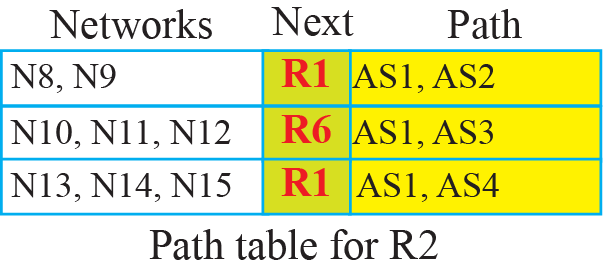 Networks Next Path
N8, N9 R1 AS1, AS2
N10, N11, N12 R6 AS1, AS3
N13, N14, N15 R1 AS1, AS4
Path table for R2